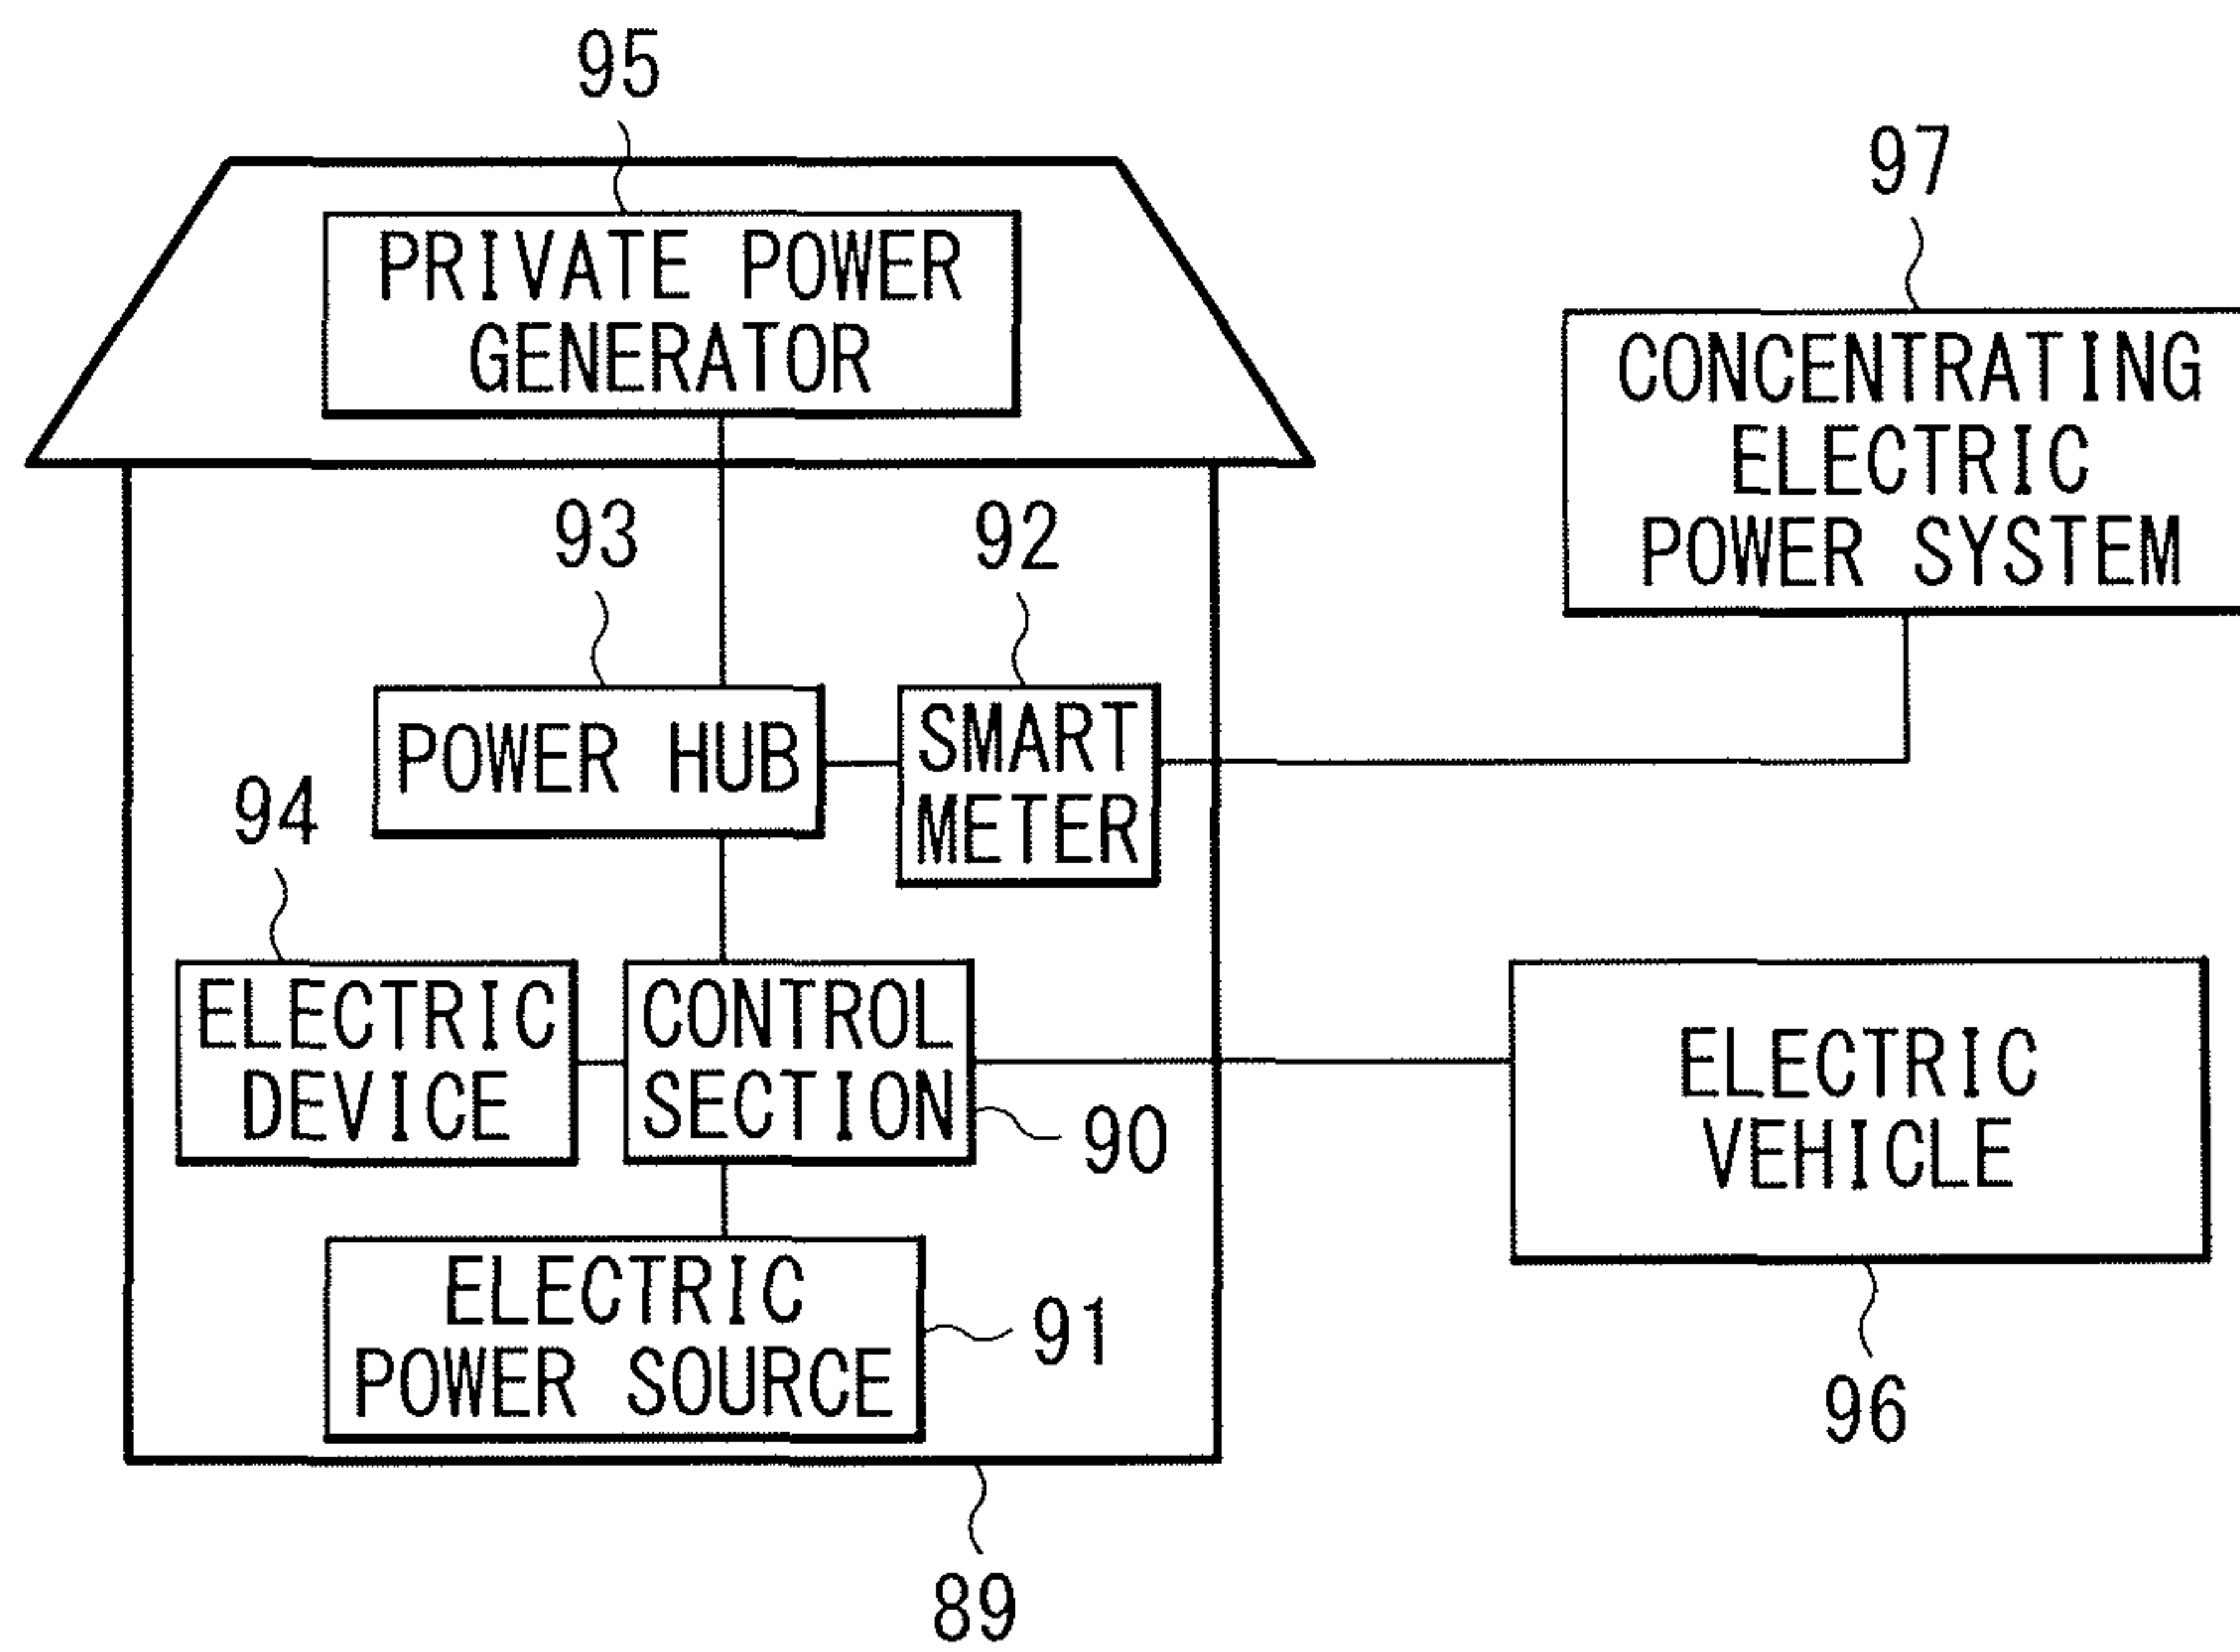 95
PRIVATE POWER
GENERATOR
97
CONCENTRATING
ELECTRIC
POWER SYSTEM
93
92
POWER HUB
SMART
METER
94
ELECTRIC
DEVICE
CONTROL
SECTION
90
ELECTRIC
VEHICLE
96
ELECTRIC
POWER SOURCE
91
89